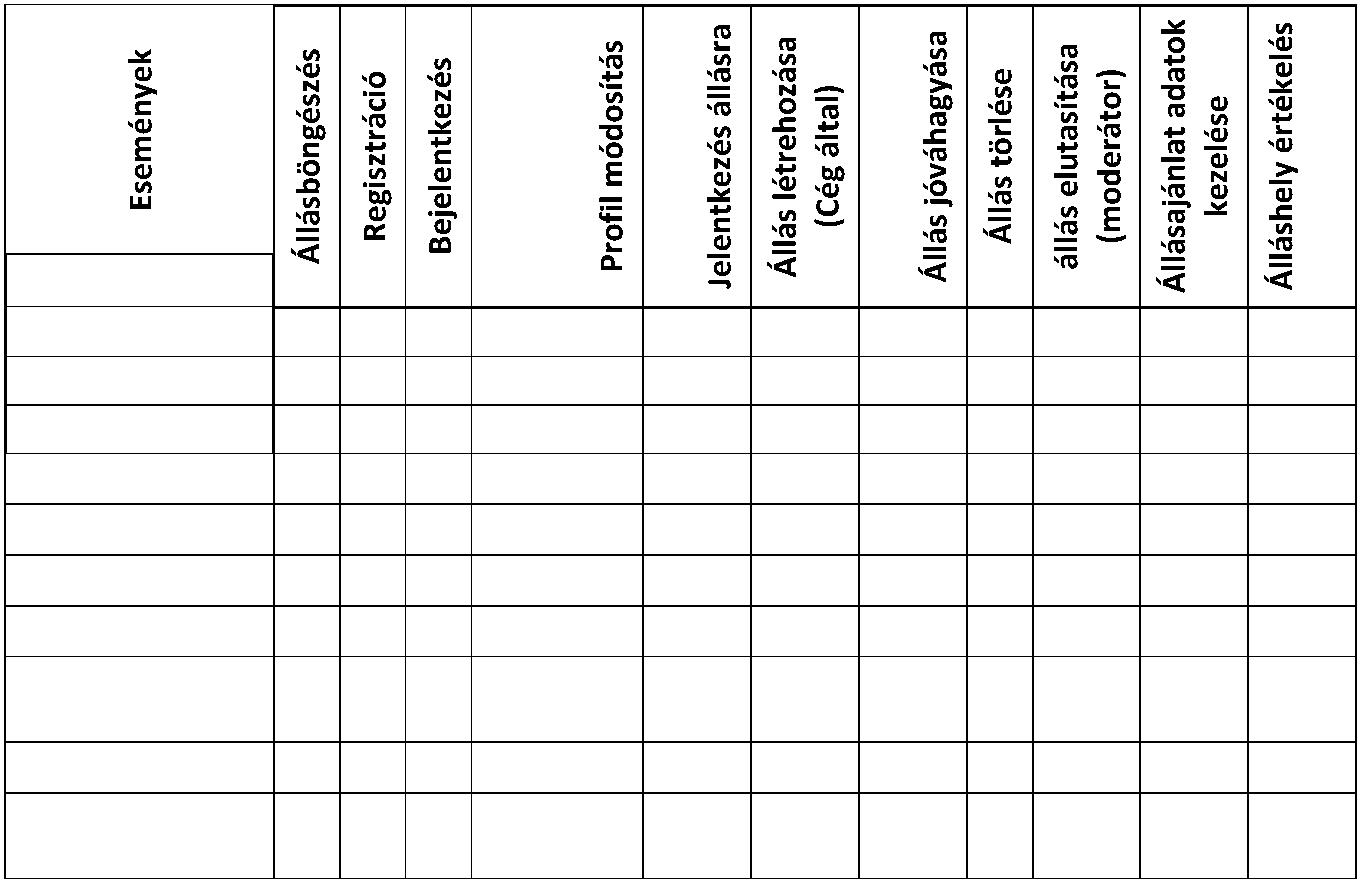 Események
Állásböngészés
Regisztráció
Bejelentkezés
Profil módosítás
Jelentkezés állásra
Állás létrehozása
(Cég által)
Állás jóváhagyása
Állás törlése
állás elutasítása
(moderátor)
Állásajánlat adatok
kezelése
Álláshely értékelés